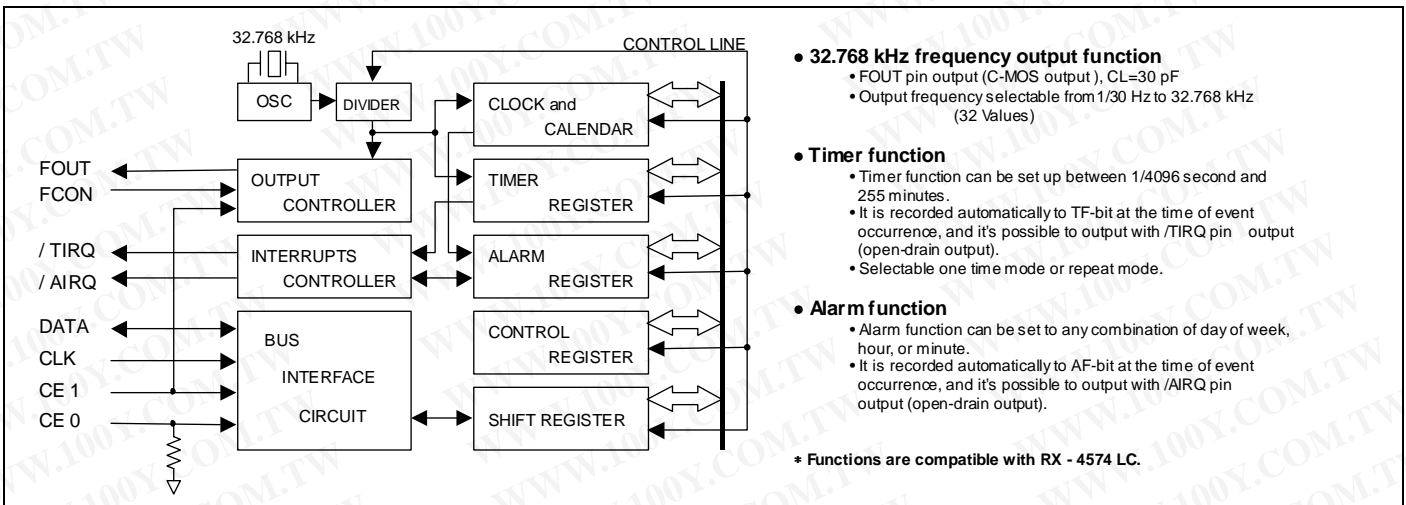 32.768 kHz
CONTROL LINE
OSC
DIVIDER
CLOCK and
CALENDAR
FOUT
FCON
OUTPUT
CONTROLLER
TIMER
REGISTER
/ TIRQ
/ AIRQ
INTERRUPTS
CONTROLLER
ALARM
REGISTER
DATA
CLK
CE 1
CE 0
BUS
INTERFACE
CIRCUIT
CONTROL
REGISTER
SHIFT REGISTER
● 32.768 kHz frequency output function
• FOUT pin output (C-MOS output ), CL=30 pF
• Output frequency selectable from 1/30 Hz to 32.768 kHz
(32 Values)
● Timer function
• Timer function can be set up between 1/4096 second and
255 minutes.
• It is recorded automatically to TF-bit at the time of event
occurrence, and it's possible to output with /TIRQ pin output
(open-drain output).
• Selectable one time mode or repeat mode.
● Alarm function
• Alarm function can be set to any combination of day of week,
hour, or minute.
• It is recorded automatically to AF-bit at the time of event
occurrence, and it's possible to output with /AIRQ pin
output (open-drain output).
* Functions are compatible with RX - 4574 LC.
WWW.100Y.COM.TW